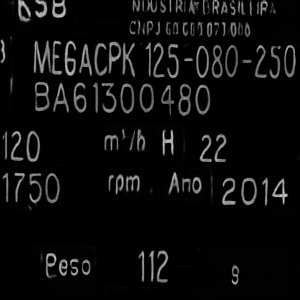 KSB
INDUSTRIA BRASILEIRA
MEGACPK 125-080-250
BA61300480
120 m³/h H 22
1750 rpm Ano 2014
Peso 112